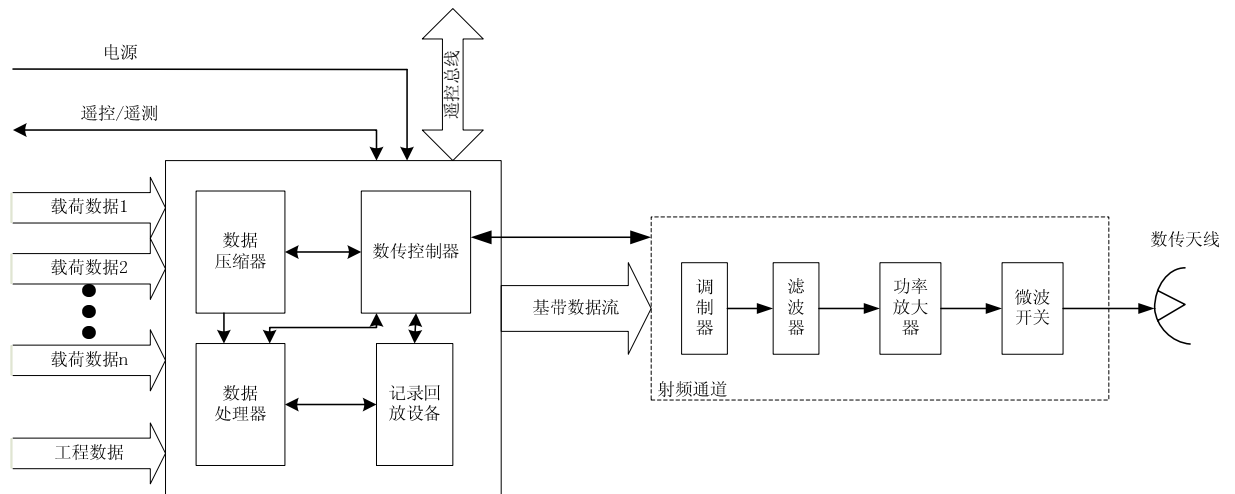 电源
遥控/遥测
遥控总线
载荷数据1
载荷数据2
载荷数据n
工程数据
数据
压缩器
数传控制器
数据
处理器
记录回
放设备
基带数据流
调
制
器
滤
波
器
功率
放大
器
微波
开关
射频通道
数传天线